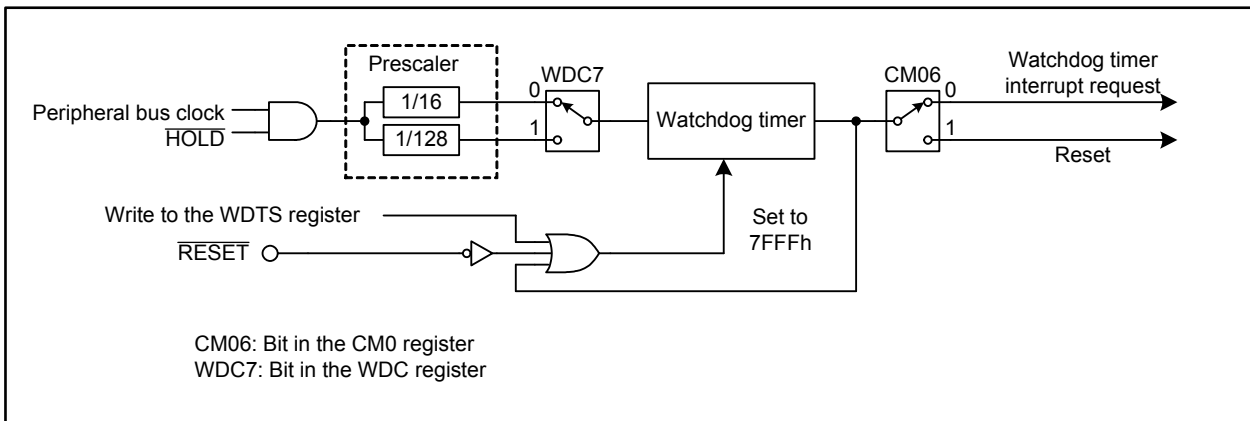 Prescaler
WDC7
CM06
Watchdog timer
interrupt request
0
1/16
0
Peripheral bus clock
HOLD
1
1/128
Watchdog timer
1
Reset
Write to the WDTS register
Set to
7FFFh
RESET
CM06: Bit in the CM0 register
WDC7: Bit in the WDC register